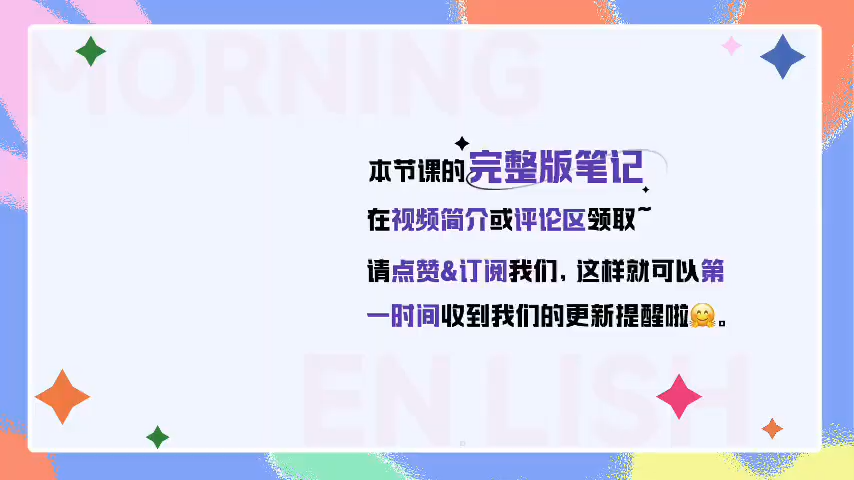 MORNING
本节课的完整版笔记
在视频简介或评论区领取~
请点赞&订阅我们，这样就可以第
一时间收到我们的更新提醒啦🤗。
EN LISH